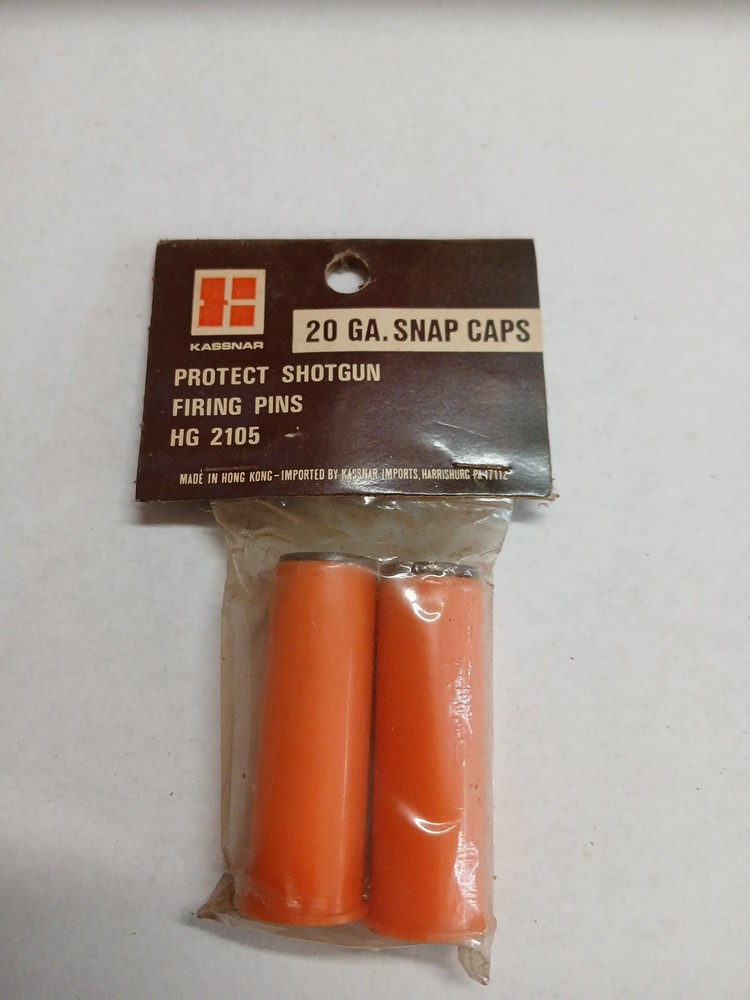 KASSNAR
20 GA. SNAP CAPS
PROTECT SHOTGUN
FIRING PINS
HG 2105
MADE IN HONG KONG - IMPORTED BY KASSNAR IMPORTS, HARRISBURG PA 17112